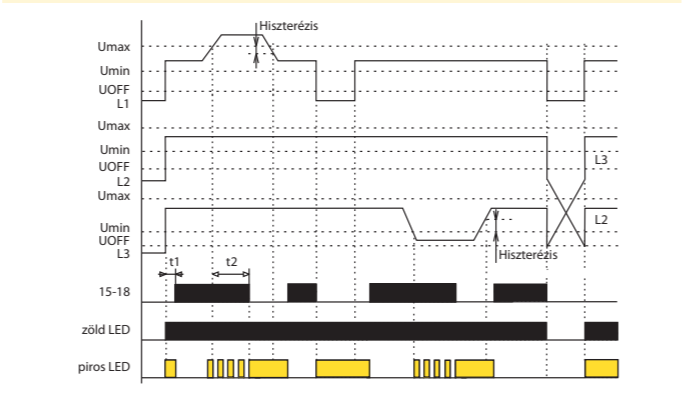 Hiszterézis
Umax
Umin
UOFF
L1
Umax
Umin
UOFF
L2
L3
Umax
Umin
UOFF
L3
L2
Hiszterézis
t1
t2
15-18
zöld LED
piros LED